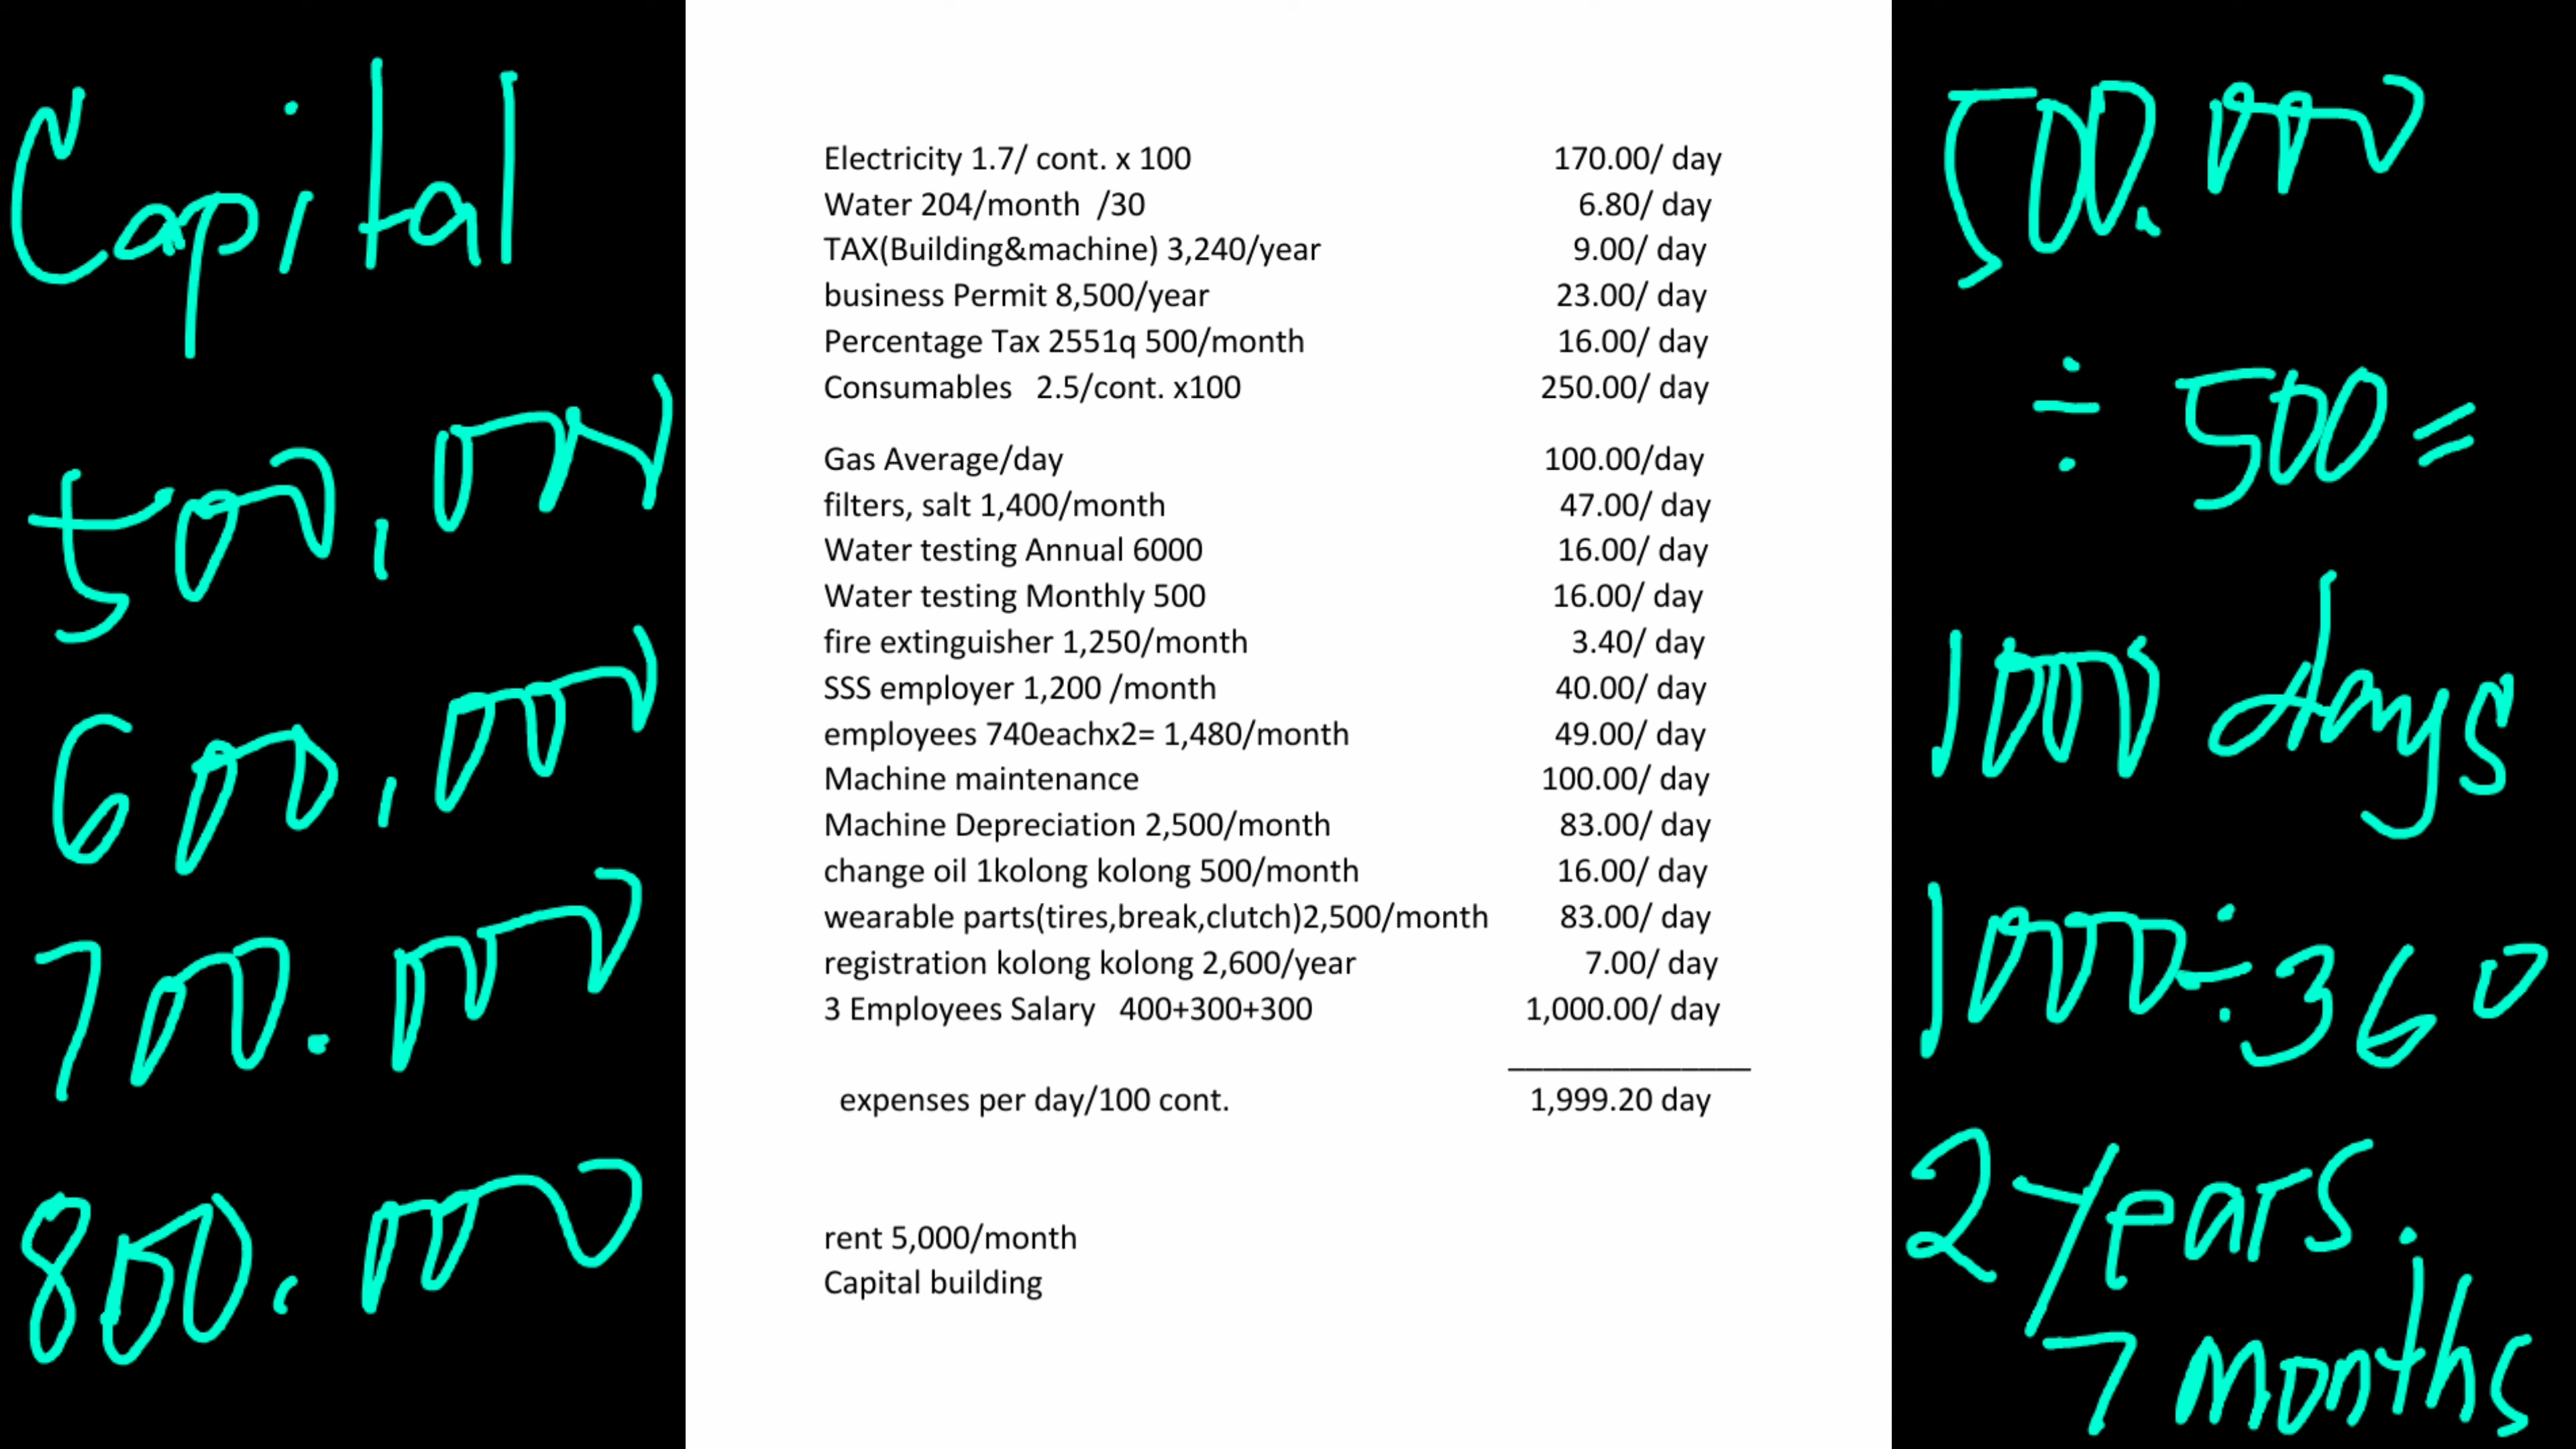 Capital
500,000
600,000
700.000
800.000
Electricity 1.7/ cont. x 100 170.00/ day
Water 204/month /30 6.80/ day
TAX(Building&machine) 3,240/year 9.00/ day
business Permit 8,500/year 23.00/ day
Percentage Tax 2551q 500/month 16.00/ day
Consumables 2.5/cont. x100 250.00/ day
Gas Average/day 100.00/day
filters, salt 1,400/month 47.00/ day
Water testing Annual 6000 16.00/ day
Water testing Monthly 500 16.00/ day
fire extinguisher 1,250/month 3.40/ day
SSS employer 1,200 /month 40.00/ day
employees 740eachx2= 1,480/month 49.00/ day
Machine maintenance 100.00/ day
Machine Depreciation 2,500/month 83.00/ day
change oil 1kolong kolong 500/month 16.00/ day
wearable parts(tires,break,clutch)2,500/month 83.00/ day
registration kolong kolong 2,600/year 7.00/ day
3 Employees Salary 400+300+300 1,000.00/ day
expenses per day/100 cont. 1,999.20 day
rent 5,000/month
Capital building
500.000
÷ 500 =
1000 days
1000÷360
2 years.
7 months